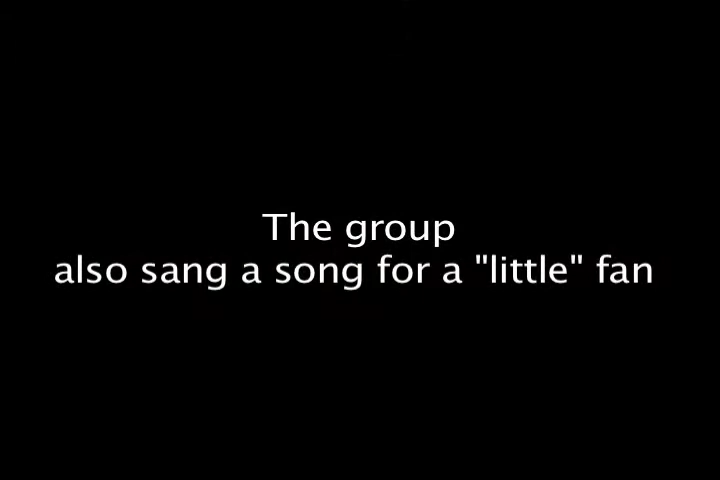 The group
also sang a song for a "little" fan